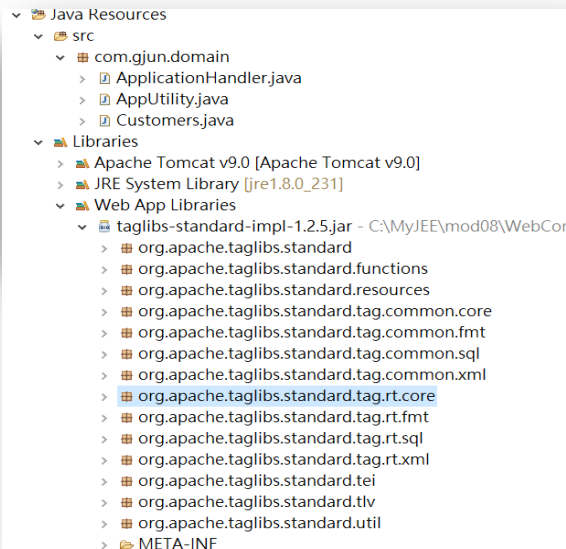 Java Resources
src
com.gjun.domain
ApplicationHandler.java
AppUtility.java
Customers.java
Libraries
Apache Tomcat v9.0 [Apache Tomcat v9.0]
JRE System Library [jre1.8.0_231]
Web App Libraries
taglibs-standard-impl-1.2.5.jar - C:\MyJEE\mod08\WebCor
org.apache.taglibs.standard
org.apache.taglibs.standard.functions
org.apache.taglibs.standard.resources
org.apache.taglibs.standard.tag.common.core
org.apache.taglibs.standard.tag.common.fmt
org.apache.taglibs.standard.tag.common.sql
org.apache.taglibs.standard.tag.common.xml
org.apache.taglibs.standard.tag.rt.core
org.apache.taglibs.standard.tag.rt.fmt
org.apache.taglibs.standard.tag.rt.sql
org.apache.taglibs.standard.tag.rt.xml
org.apache.taglibs.standard.tei
org.apache.taglibs.standard.tlv
org.apache.taglibs.standard.util
META-INF